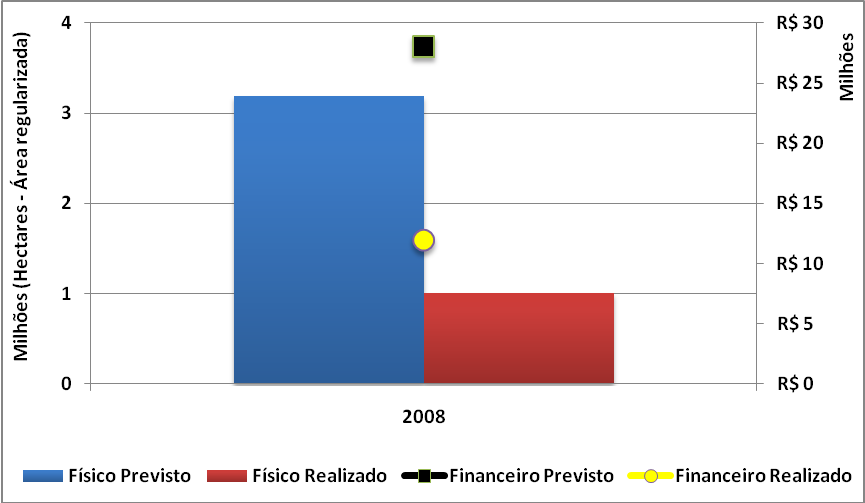 Milhões (Hectares - Área regularizada)
4
3
2
1
0
R$ 30
R$ 25
R$ 20
R$ 15
R$ 10
R$ 5
R$ 0
Milhões
2008
Físico Previsto
Físico Realizado
Financeiro Previsto
Financeiro Realizado